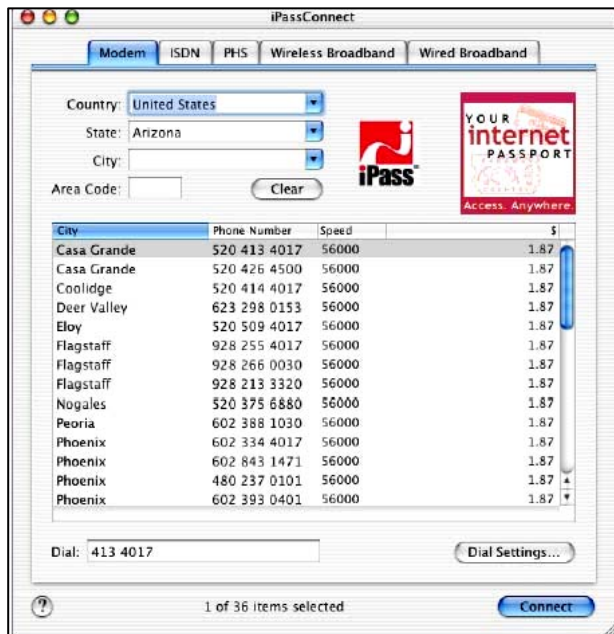 iPassConnect
Modem ISDN PHS Wireless Broadband Wired Broadband
Country: United States
State: Arizona
City:
Area Code: Clear
iPass
YOUR
internet
PASSPORT
Access. Anywhere.
City Phone Number Speed $
Casa Grande 520 413 4017 56000 1.87
Casa Grande 520 426 4500 56000 1.87
Coolidge 520 414 4017 56000 1.87
Deer Valley 623 298 0153 56000 1.87
Eloy 520 509 4017 56000 1.87
Flagstaff 928 255 4017 56000 1.87
Flagstaff 928 266 0030 56000 1.87
Flagstaff 928 213 3320 56000 1.87
Nogales 520 375 6880 56000 1.87
Peoria 602 388 1030 56000 1.87
Phoenix 602 334 4017 56000 1.87
Phoenix 602 843 1471 56000 1.87
Phoenix 480 237 0101 56000 1.87
Phoenix 602 393 0401 56000 1.87
Dial: 413 4017 Dial Settings...
? 1 of 36 items selected Connect